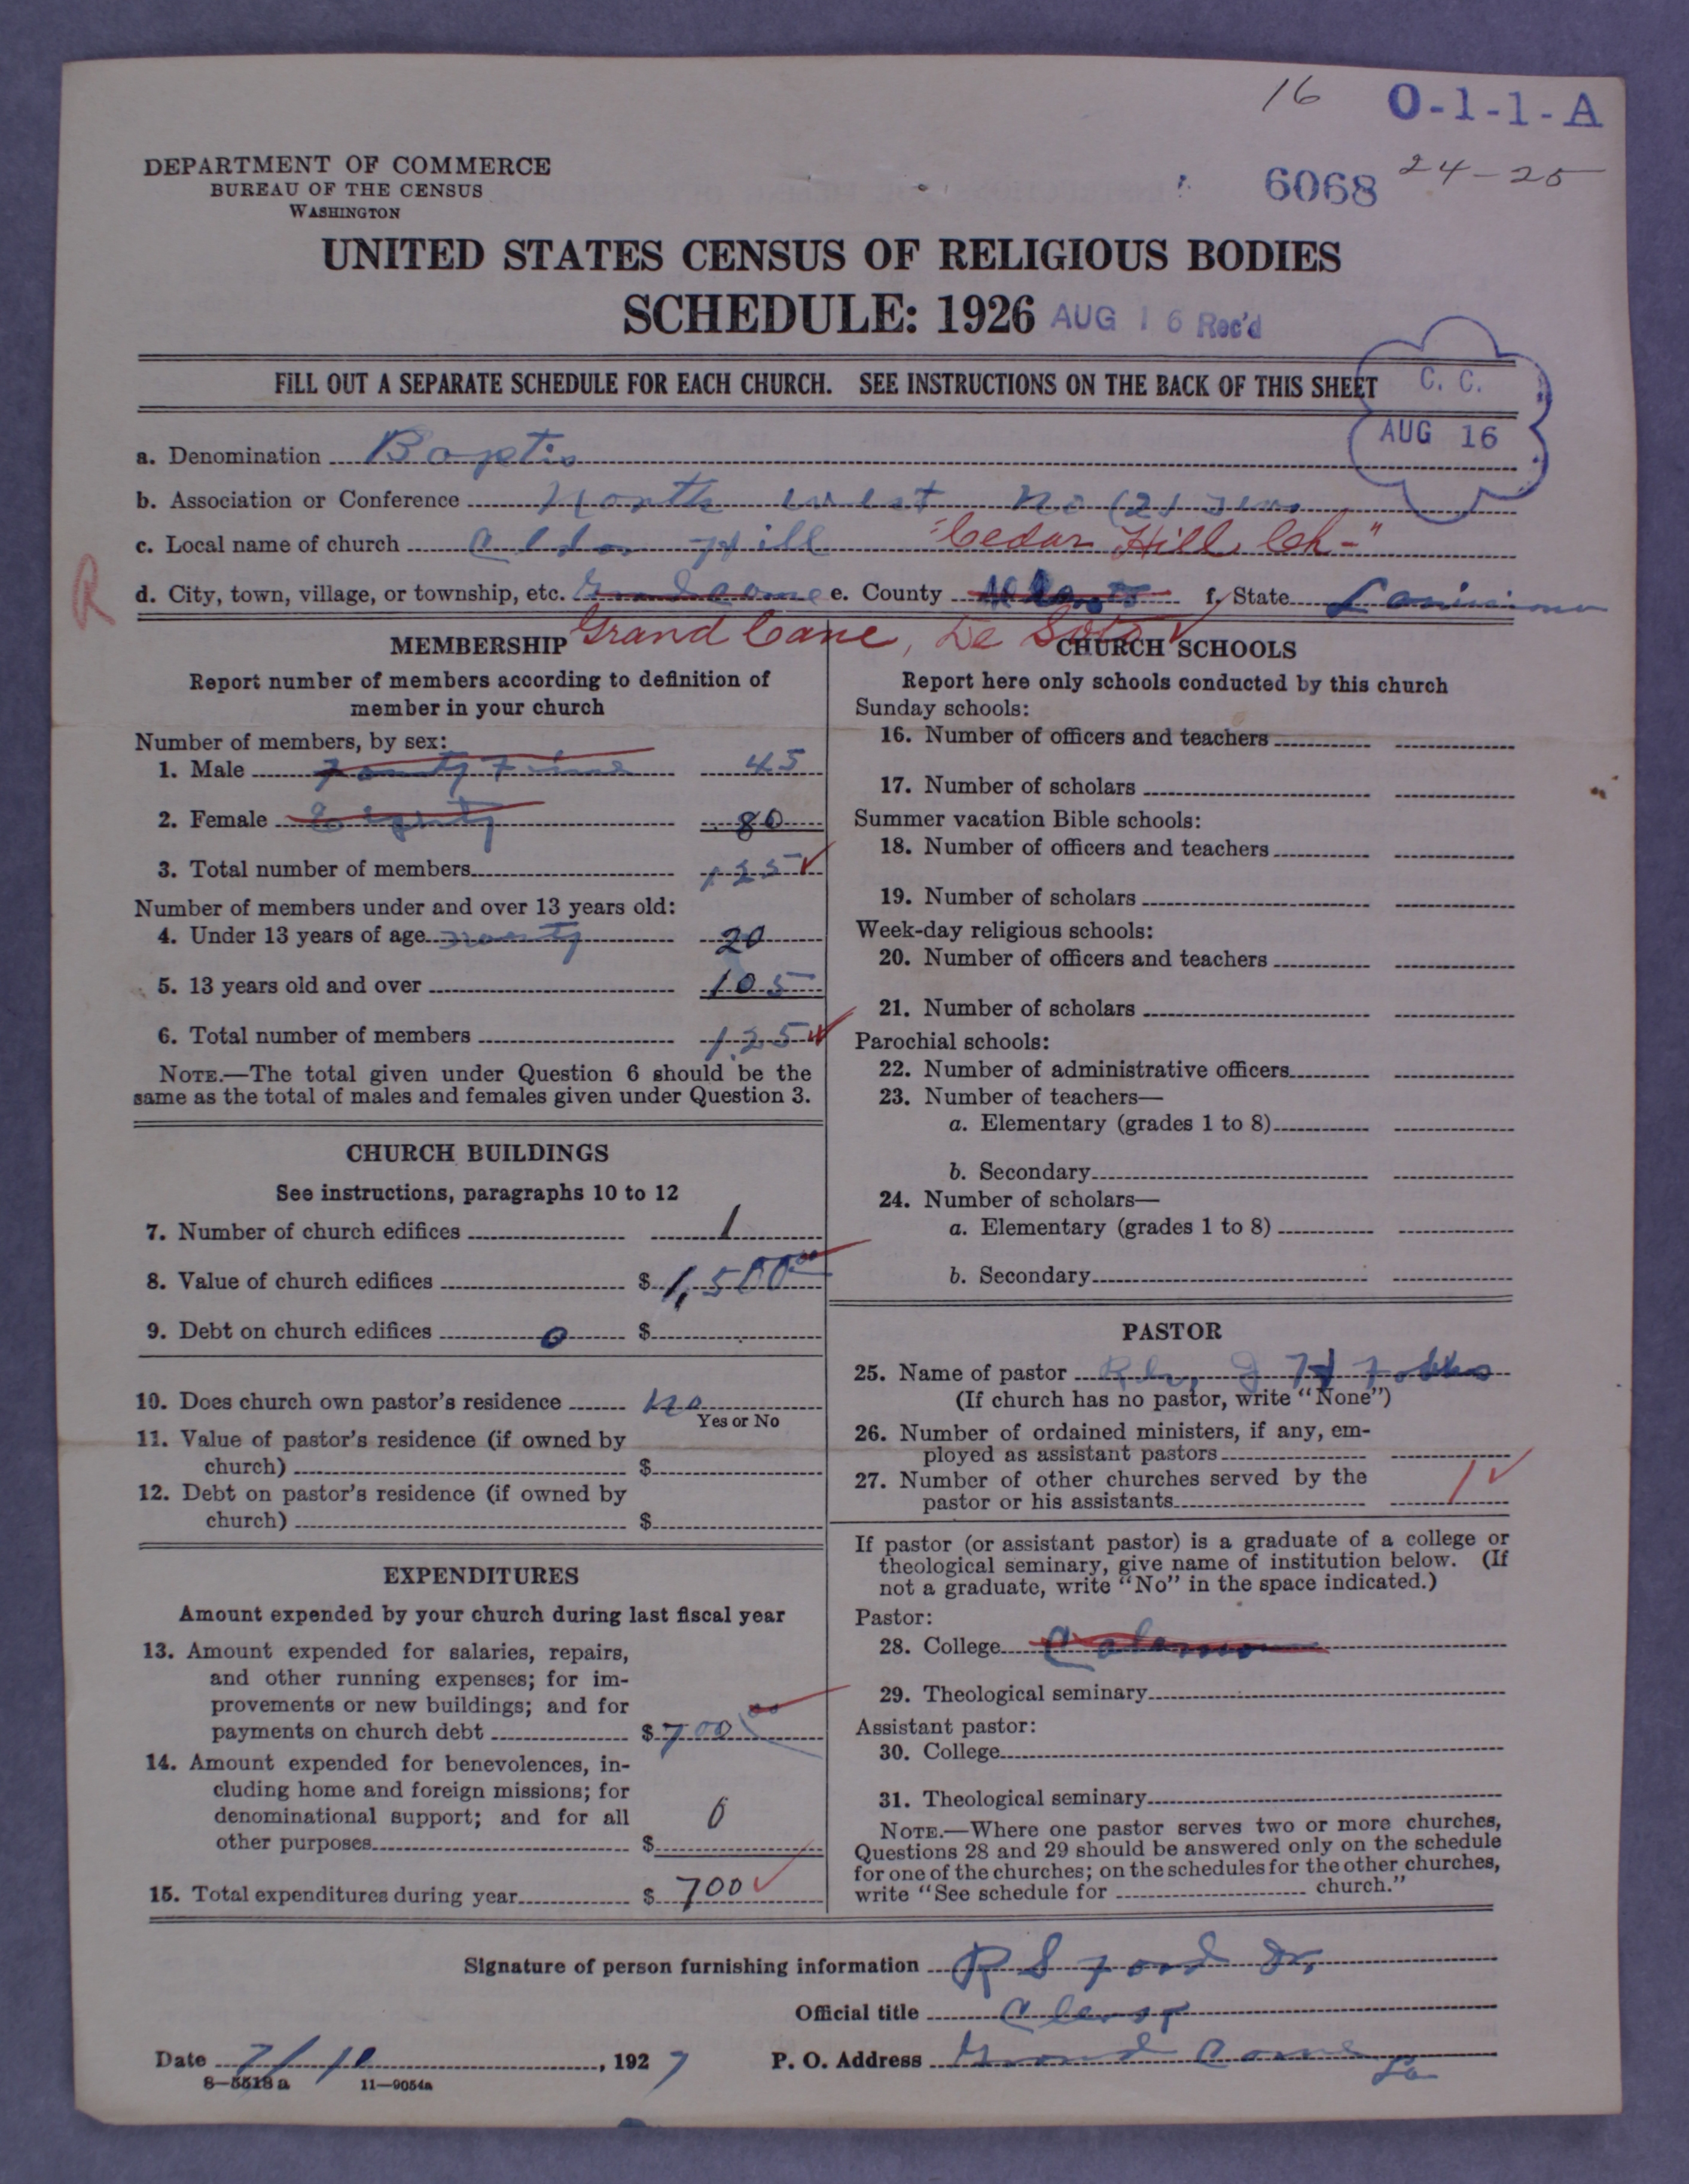 16 O-1-1-A
DEPARTMENT OF COMMERCE
BUREAU OF THE CENSUS
WASHINGTON
6068 24-25
UNITED STATES CENSUS OF RELIGIOUS BODIES
SCHEDULE: 1926 AUG 16 Rec'd
FILL OUT A SEPARATE SCHEDULE FOR EACH CHURCH. SEE INSTRUCTIONS ON THE BACK OF THIS SHEET
C. C.
AUG 16
a. Denomination Baptis
b. Association or Conference North west no (2)
c. Local name of church Hill "Cedar Hill Ch-"
R
d. City, town, village, or township, etc. e. County f. State
Grand Cane, De Soto
MEMBERSHIP
Report number of members according to definition of
member in your church
Number of members, by sex:
1. Male 45
2. Female Eighty 80
3. Total number of members 125
Number of members under and over 13 years old:
4. Under 13 years of age 20
5. 13 years old and over 105
6. Total number of members 125
NOTE.—The total given under Question 6 should be the
same as the total of males and females given under Question 3.
CHURCH BUILDINGS
See instructions, paragraphs 10 to 12
7. Number of church edifices 1
8. Value of church edifices $1,500.00
9. Debt on church edifices 0 $
10. Does church own pastor's residence no
Yes or No
11. Value of pastor's residence (if owned by
church) $
12. Debt on pastor's residence (if owned by
church) $
EXPENDITURES
Amount expended by your church during last fiscal year
13. Amount expended for salaries, repairs,
and other running expenses; for im-
provements or new buildings; and for
payments on church debt $700.00
14. Amount expended for benevolences, in-
cluding home and foreign missions; for
denominational support; and for all
other purposes $ 0
15. Total expenditures during year $ 700
CHURCH SCHOOLS
Report here only schools conducted by this church
Sunday schools:
16. Number of officers and teachers
17. Number of scholars
Summer vacation Bible schools:
18. Number of officers and teachers
19. Number of scholars
Week-day religious schools:
20. Number of officers and teachers
21. Number of scholars
Parochial schools:
22. Number of administrative officers
23. Number of teachers—
a. Elementary (grades 1 to 8)
b. Secondary
24. Number of scholars—
a. Elementary (grades 1 to 8)
b. Secondary
PASTOR
25. Name of pastor Rev.
(If church has no pastor, write "None")
26. Number of ordained ministers, if any, em-
ployed as assistant pastors
27. Number of other churches served by the
pastor or his assistants 1
If pastor (or assistant pastor) is a graduate of a college or
theological seminary, give name of institution below. (If
not a graduate, write "No" in the space indicated.)
Pastor:
28. College
29. Theological seminary
Assistant pastor:
30. College
31. Theological seminary
NOTE.—Where one pastor serves two or more churches,
Questions 28 and 29 should be answered only on the schedule
for one of the churches; on the schedules for the other churches,
write "See schedule for church."
Signature of person furnishing information R S Ford Jr,
Official title
Date 7/10, 1927 P. O. Address Grand Cane La
8-5518a 11-9054a